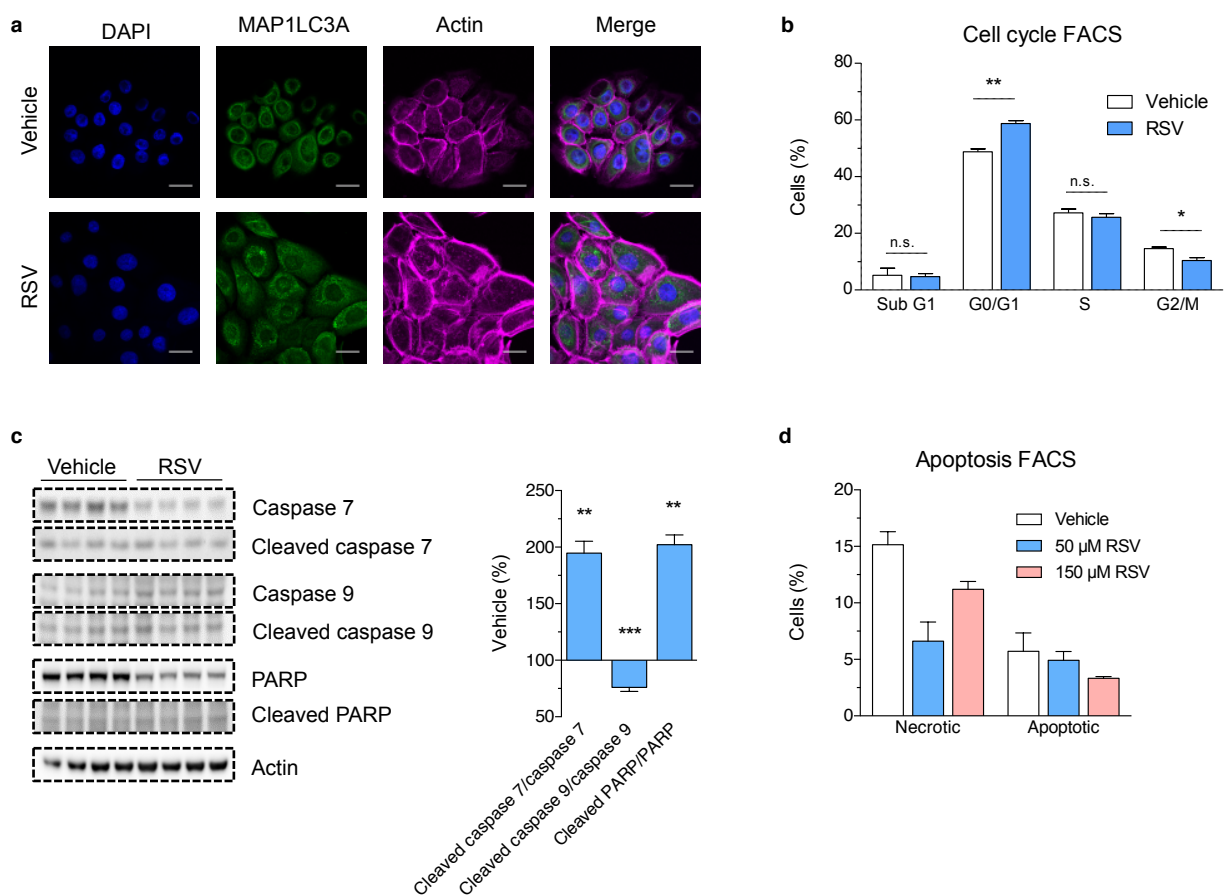 a
DAPI
MAP1LC3A
Actin
Merge
Vehicle
RSV
b
Cell cycle FACS
80
60
40
20
0
Cells (%)
**
n.s.
n.s.
*
Vehicle
RSV
Sub G1
G0/G1
S
G2/M
c
Vehicle
RSV
Caspase 7
Cleaved caspase 7
Caspase 9
Cleaved caspase 9
PARP
Cleaved PARP
Actin
250
200
150
100
50
Vehicle (%)
**
***
**
Cleaved caspase 7/caspase 7
Cleaved caspase 9/caspase 9
Cleaved PARP/PARP
d
Apoptosis FACS
20
15
10
5
0
Cells (%)
Vehicle
50 µM RSV
150 µM RSV
Necrotic
Apoptotic